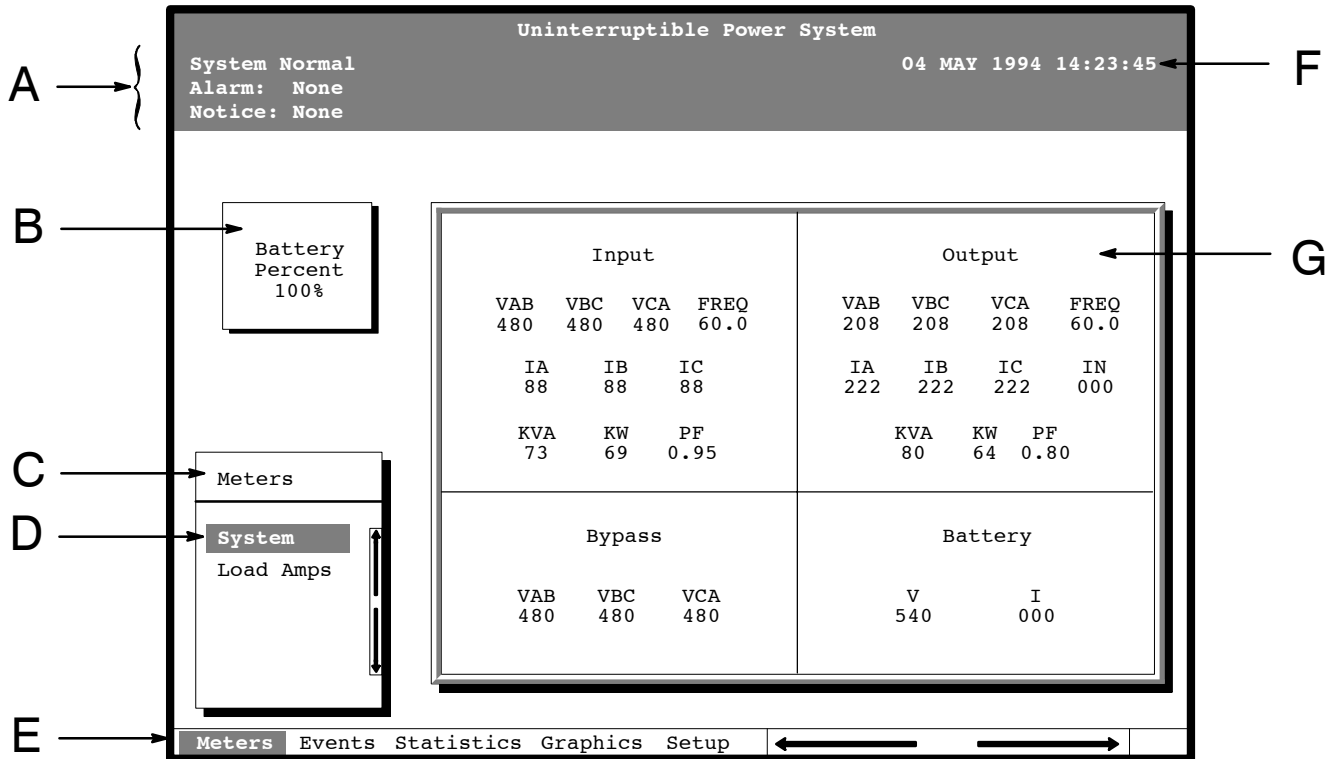 Uninterruptible Power System
System Normal
04 MAY 1994 14:23:45
Alarm: None
Notice: None
A
F
B
Battery
Percent
100%
G
Input
VAB VBC VCA FREQ
480 480 480 60.0
IA IB IC
88 88 88
KVA KW PF
73 69 0.95
Output
VAB VBC VCA FREQ
208 208 208 60.0
IA IB IC IN
222 222 222 000
KVA KW PF
80 64 0.80
C
Meters
D
System
Load Amps
Bypass
VAB VBC VCA
480 480 480
Battery
V I
540 000
E
Meters Events Statistics Graphics Setup